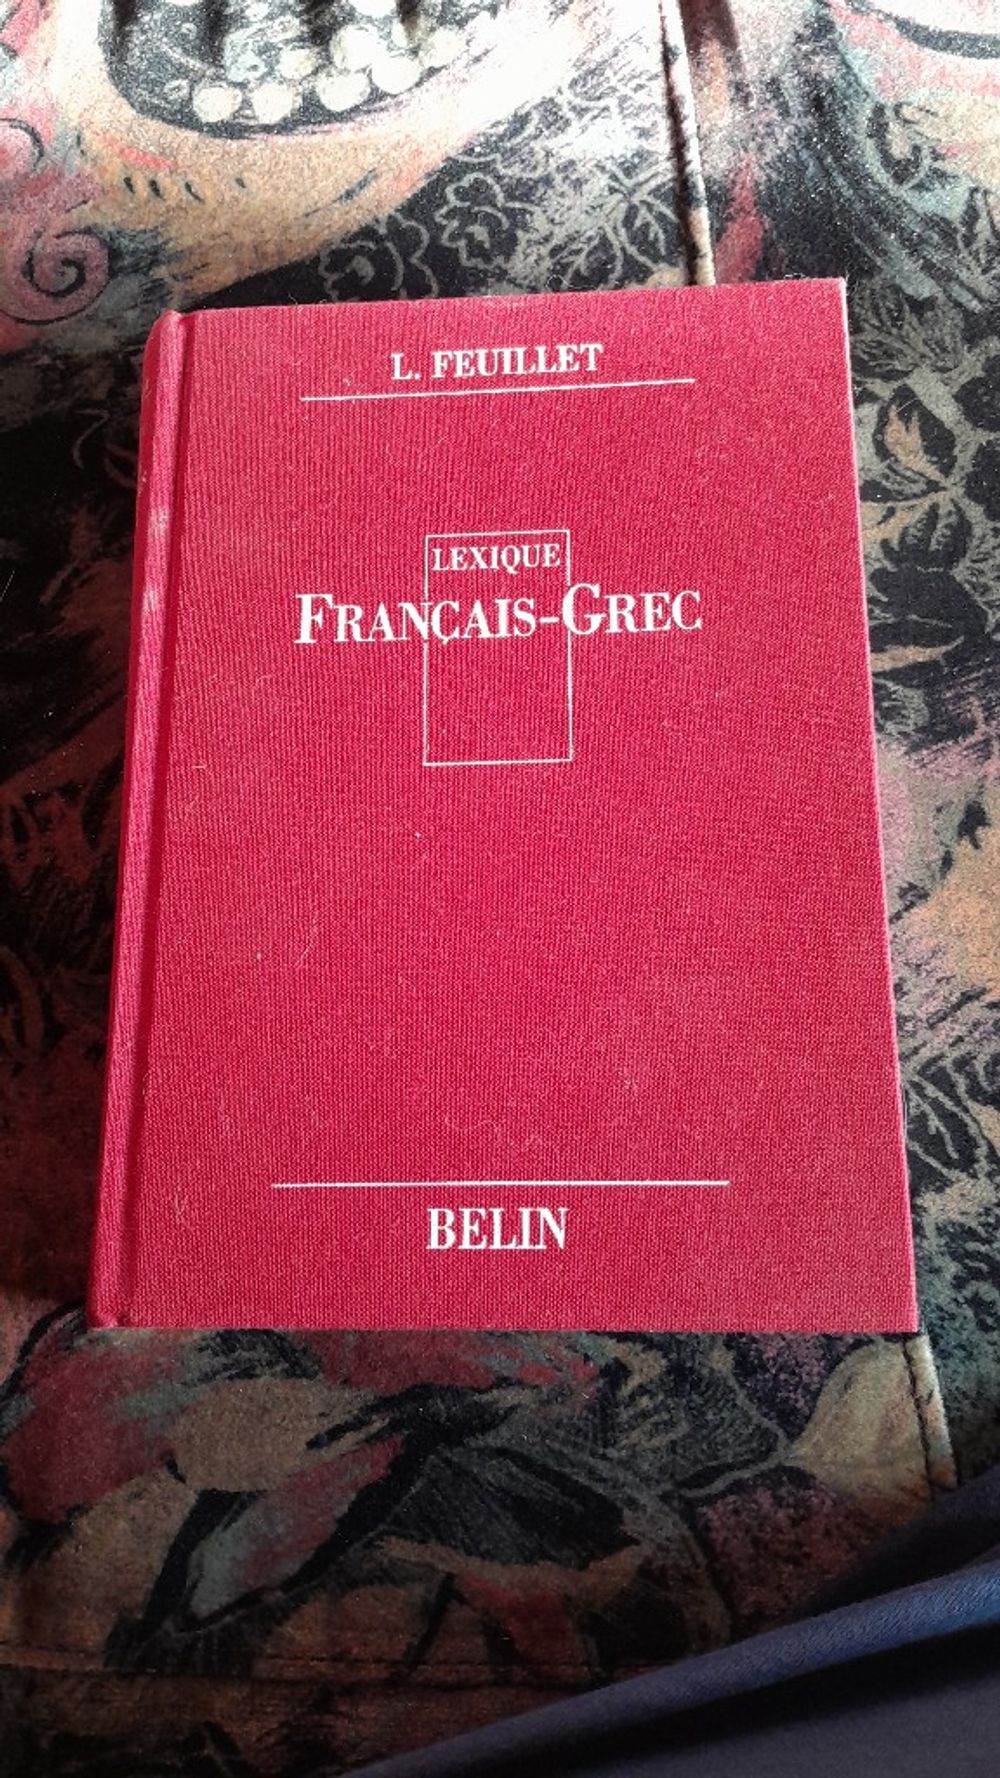 L. FEUILLET
LEXIQUE
FRANÇAIS-GREC
BELIN